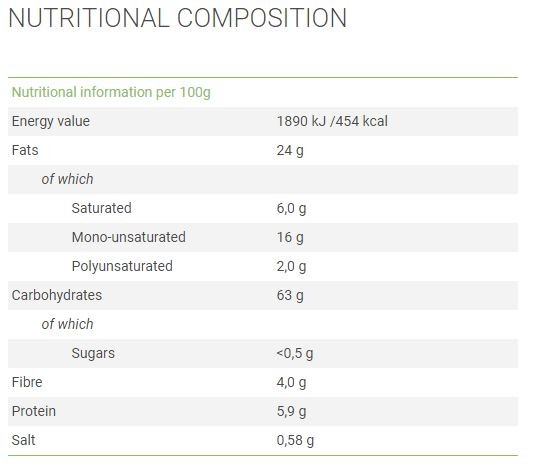 NUTRITIONAL COMPOSITION
Nutritional information per 100g
Energy value 1890 kJ /454 kcal
Fats 24 g
of which
Saturated 6,0 g
Mono-unsaturated 16 g
Polyunsaturated 2,0 g
Carbohydrates 63 g
of which
Sugars <0,5 g
Fibre 4,0 g
Protein 5,9 g
Salt 0,58 g